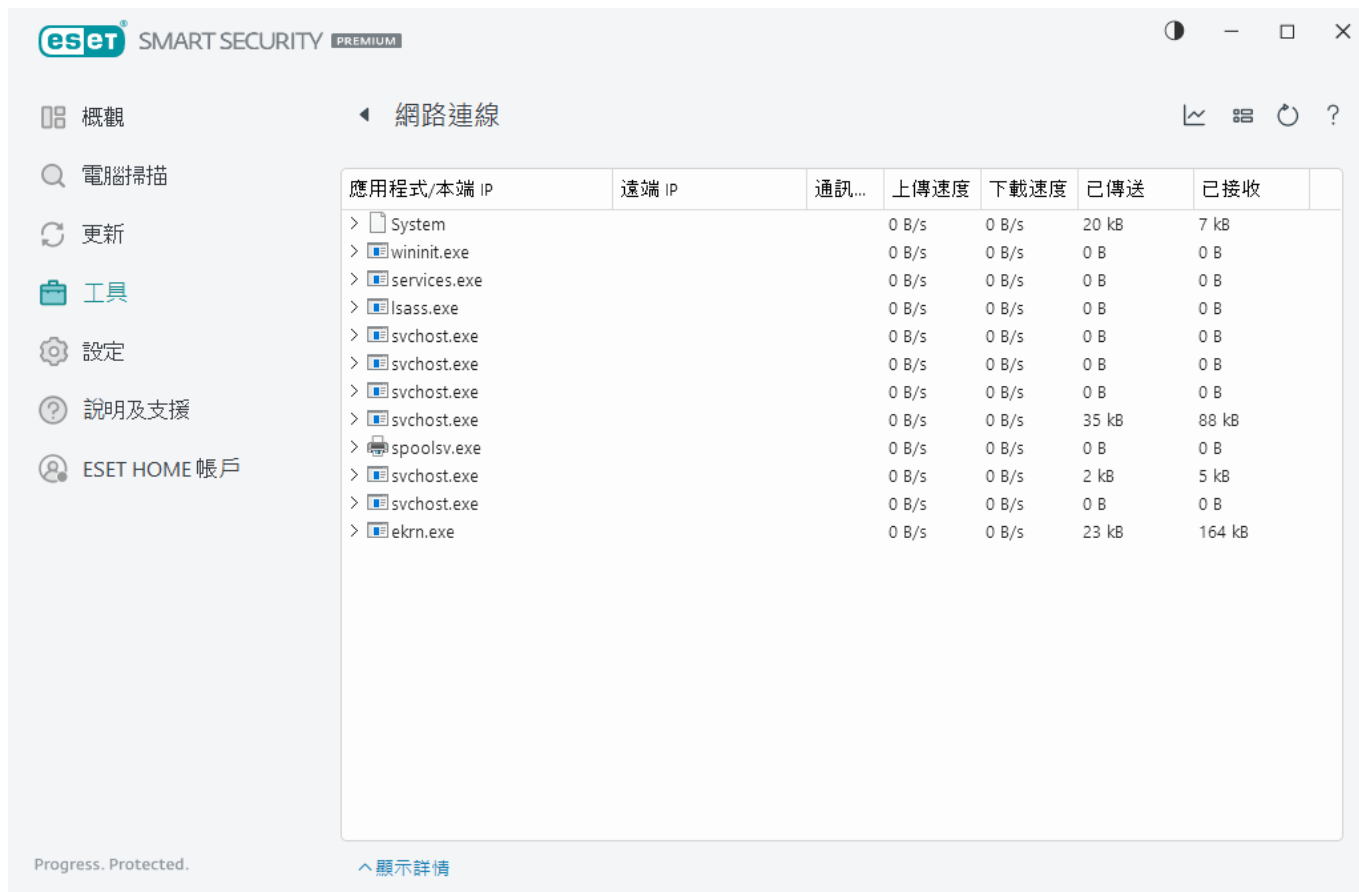 eseT® SMART SECURITY PREMIUM
概觀
電腦掃描
更新
工具
設定
說明及支援
ESET HOME 帳戶
網路連線
?
應用程式/本端 IP 遠端 IP 通訊... 上傳速度 下載速度 已傳送 已接收
System 0 B/s 0 B/s 20 kB 7 kB
wininit.exe 0 B/s 0 B/s 0 B 0 B
services.exe 0 B/s 0 B/s 0 B 0 B
lsass.exe 0 B/s 0 B/s 0 B 0 B
svchost.exe 0 B/s 0 B/s 0 B 0 B
svchost.exe 0 B/s 0 B/s 0 B 0 B
svchost.exe 0 B/s 0 B/s 0 B 0 B
svchost.exe 0 B/s 0 B/s 35 kB 88 kB
spoolsv.exe 0 B/s 0 B/s 0 B 0 B
svchost.exe 0 B/s 0 B/s 2 kB 5 kB
svchost.exe 0 B/s 0 B/s 0 B 0 B
ekrn.exe 0 B/s 0 B/s 23 kB 164 kB
Progress. Protected.
顯示詳情